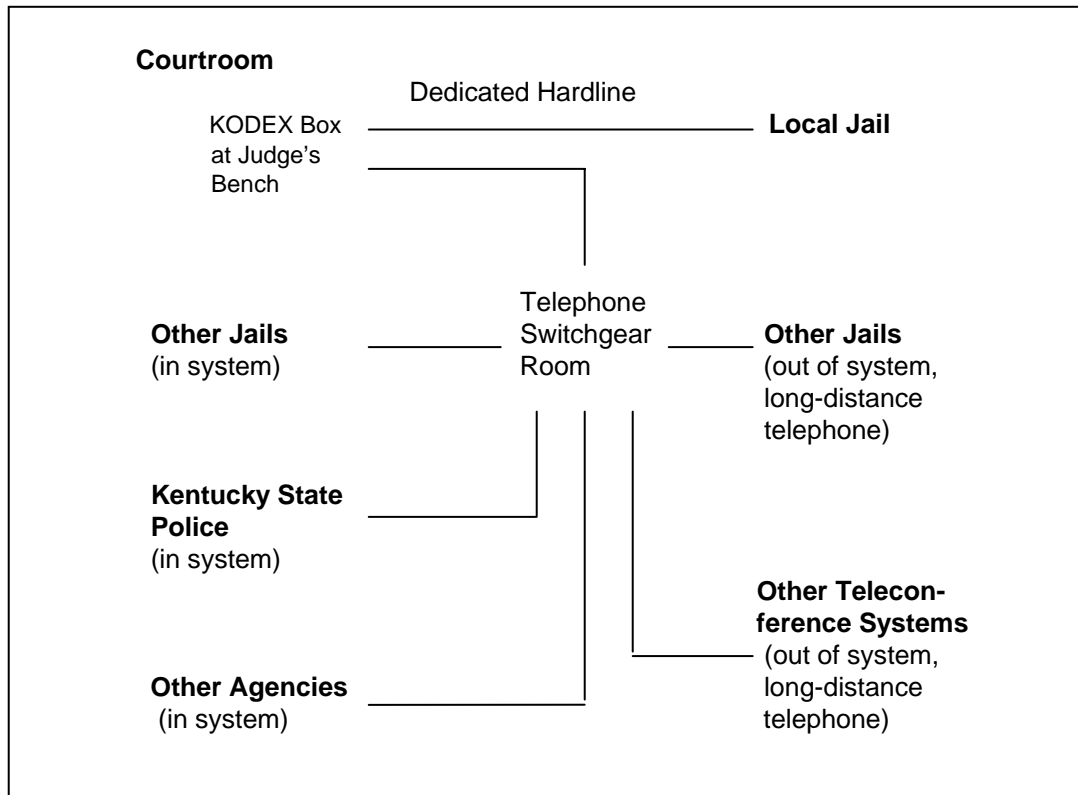 Courtroom
Dedicated Hardline
KODEX Box
at Judge's
Bench
Local Jail
Other Jails
(in system)
Telephone
Switchgear
Room
Other Jails
(out of system,
long-distance
telephone)
Kentucky State
Police
(in system)
Other Telecon-
ference Systems
(out of system,
long-distance
telephone)
Other Agencies
(in system)